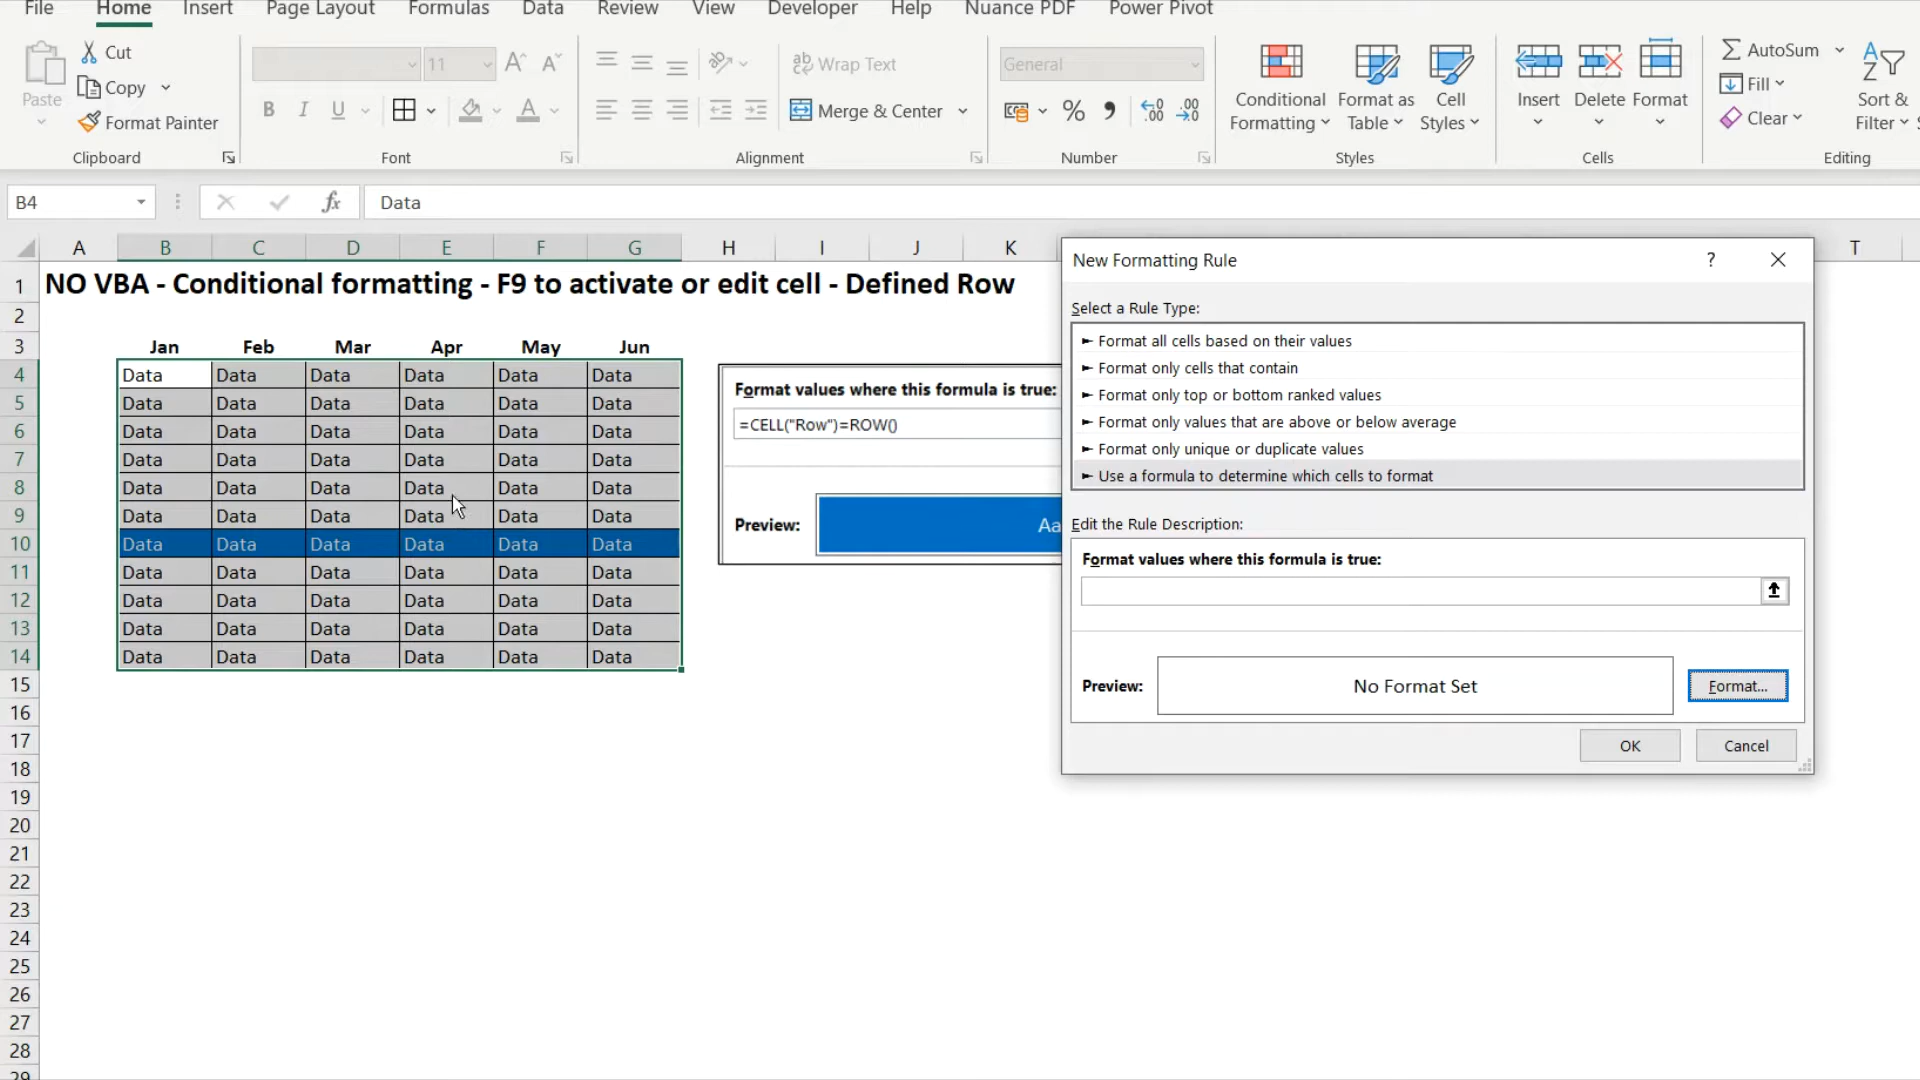 File Home Insert Page Layout Formulas Data Review View Developer Help Nuance PDF Power Pivot
Paste
Cut
Copy
Format Painter
Clipboard
11
B I U
Font
Wrap Text
Merge & Center
Alignment
General
Number
Conditional Formatting
Format as Table
Cell Styles
Styles
Insert
Delete
Format
Cells
AutoSum
Fill
Clear
Sort & Filter
Editing
B4
fx
Data
A B C D E F G H I J K T
1 NO VBA - Conditional formatting - F9 to activate or edit cell - Defined Row
2
3 Jan Feb Mar Apr May Jun
4 Data Data Data Data Data Data
5 Data Data Data Data Data Data
6 Data Data Data Data Data Data
7 Data Data Data Data Data Data
8 Data Data Data Data Data Data
9 Data Data Data Data Data Data
10 Data Data Data Data Data Data
11 Data Data Data Data Data Data
12 Data Data Data Data Data Data
13 Data Data Data Data Data Data
14 Data Data Data Data Data Data
15
16
17
18
19
20
21
22
23
24
25
26
27
28
29
Format values where this formula is true:
=CELL("Row")=ROW()
Preview:
Aa
New Formatting Rule
?
Select a Rule Type:
► Format all cells based on their values
► Format only cells that contain
► Format only top or bottom ranked values
► Format only values that are above or below average
► Format only unique or duplicate values
► Use a formula to determine which cells to format
Edit the Rule Description:
Format values where this formula is true:
Preview:
No Format Set
Format...
OK
Cancel